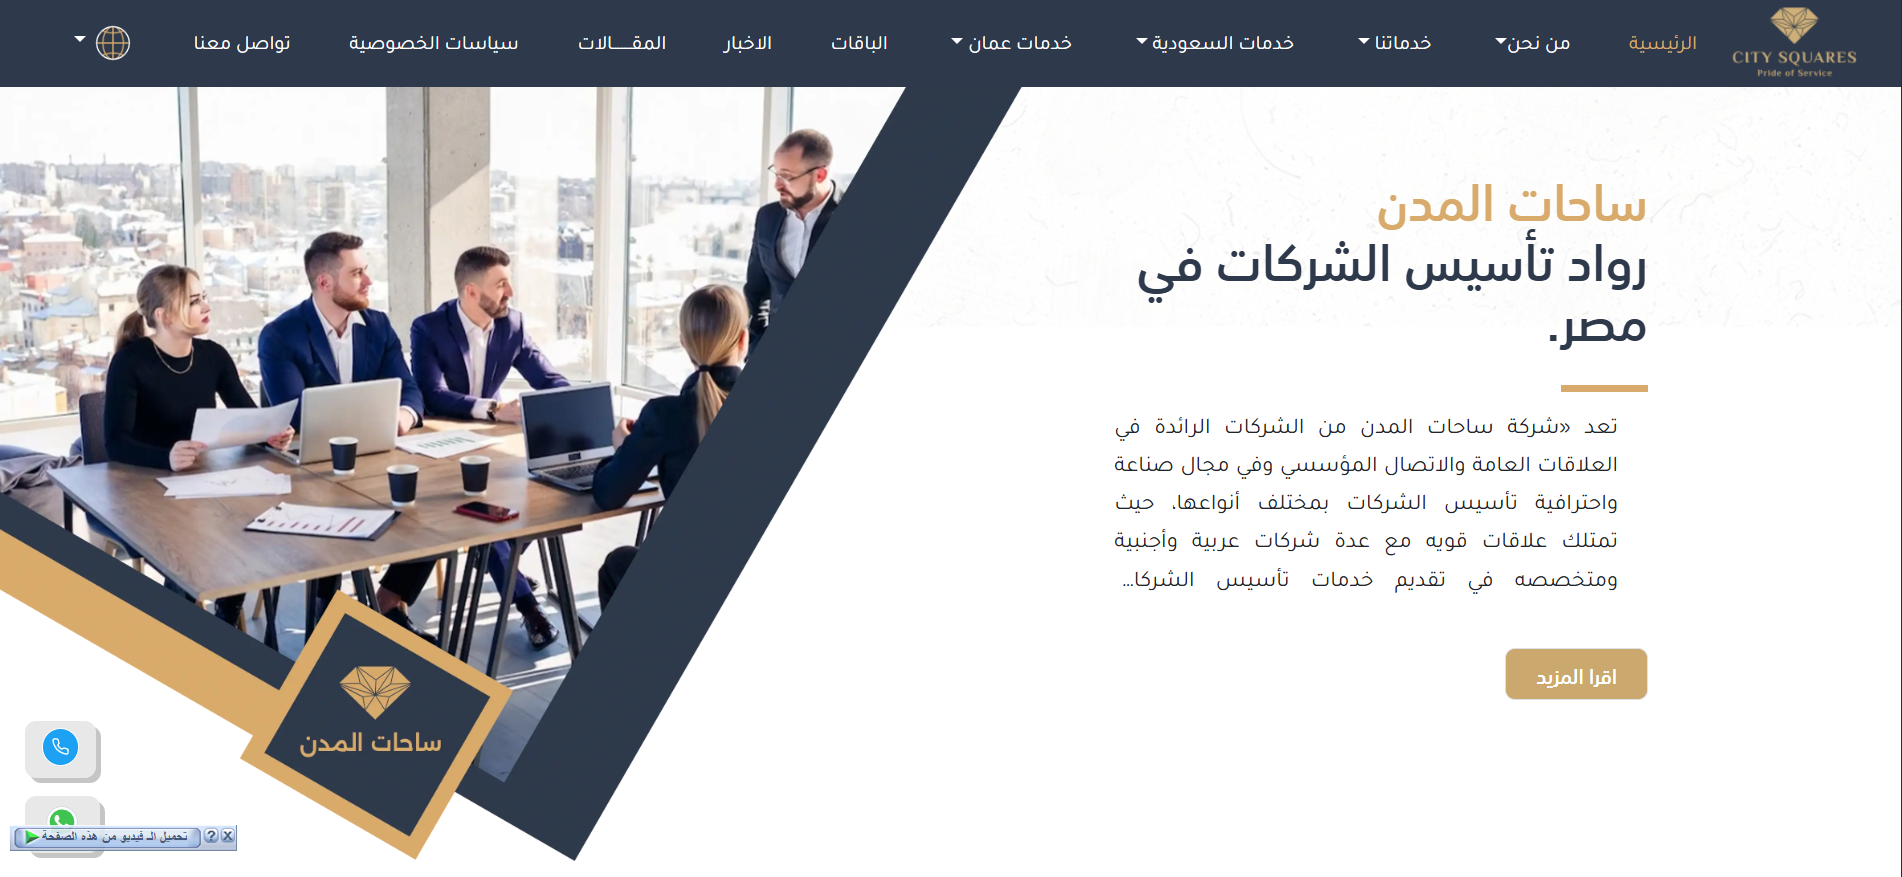 CITY SQUARES
Pride of Service
الرئيسية
من نحن
خدماتنا
خدمات السعودية
خدمات عمان
الباقات
الاخبار
المقــــالات
سياسات الخصوصية
تواصل معنا
ساحات المدن
رواد تأسيس الشركات في
مصر.
تعد «شركة ساحات المدن من الشركات الرائدة في
العلاقات العامة والاتصال المؤسسي وفي مجال صناعة
واحترافية تأسيس الشركات بمختلف أنواعها، حيث
تمتلك علاقات قويه مع عدة شركات عربية وأجنبية
ومتخصصه في تقديم خدمات تأسيس الشركا...
اقرا المزيد
ساحات المدن
تحميل الـ فيديو من هذه الصفحة
? X